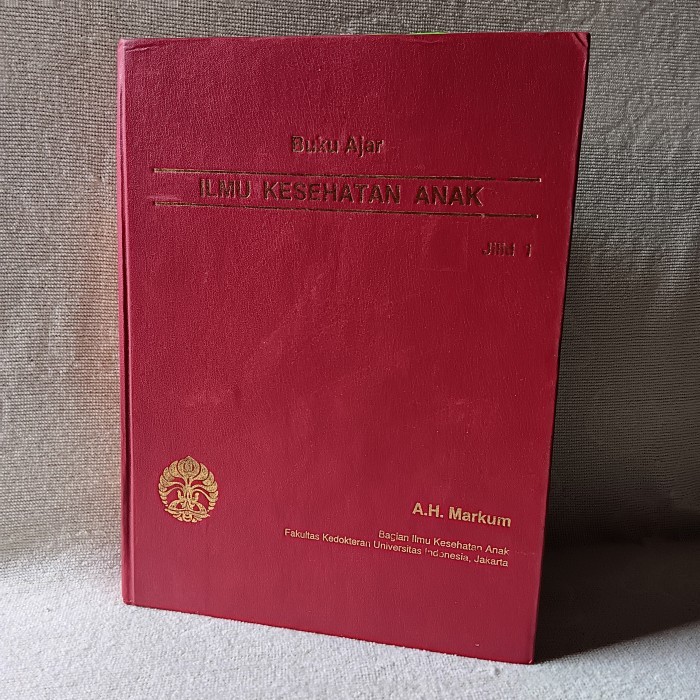 Buku Ajar
ILMU KESEHATAN ANAK
Jilid 1
A.H. Markum
Bagian Ilmu Kesehatan Anak
Fakultas Kedokteran Universitas Indonesia, Jakarta